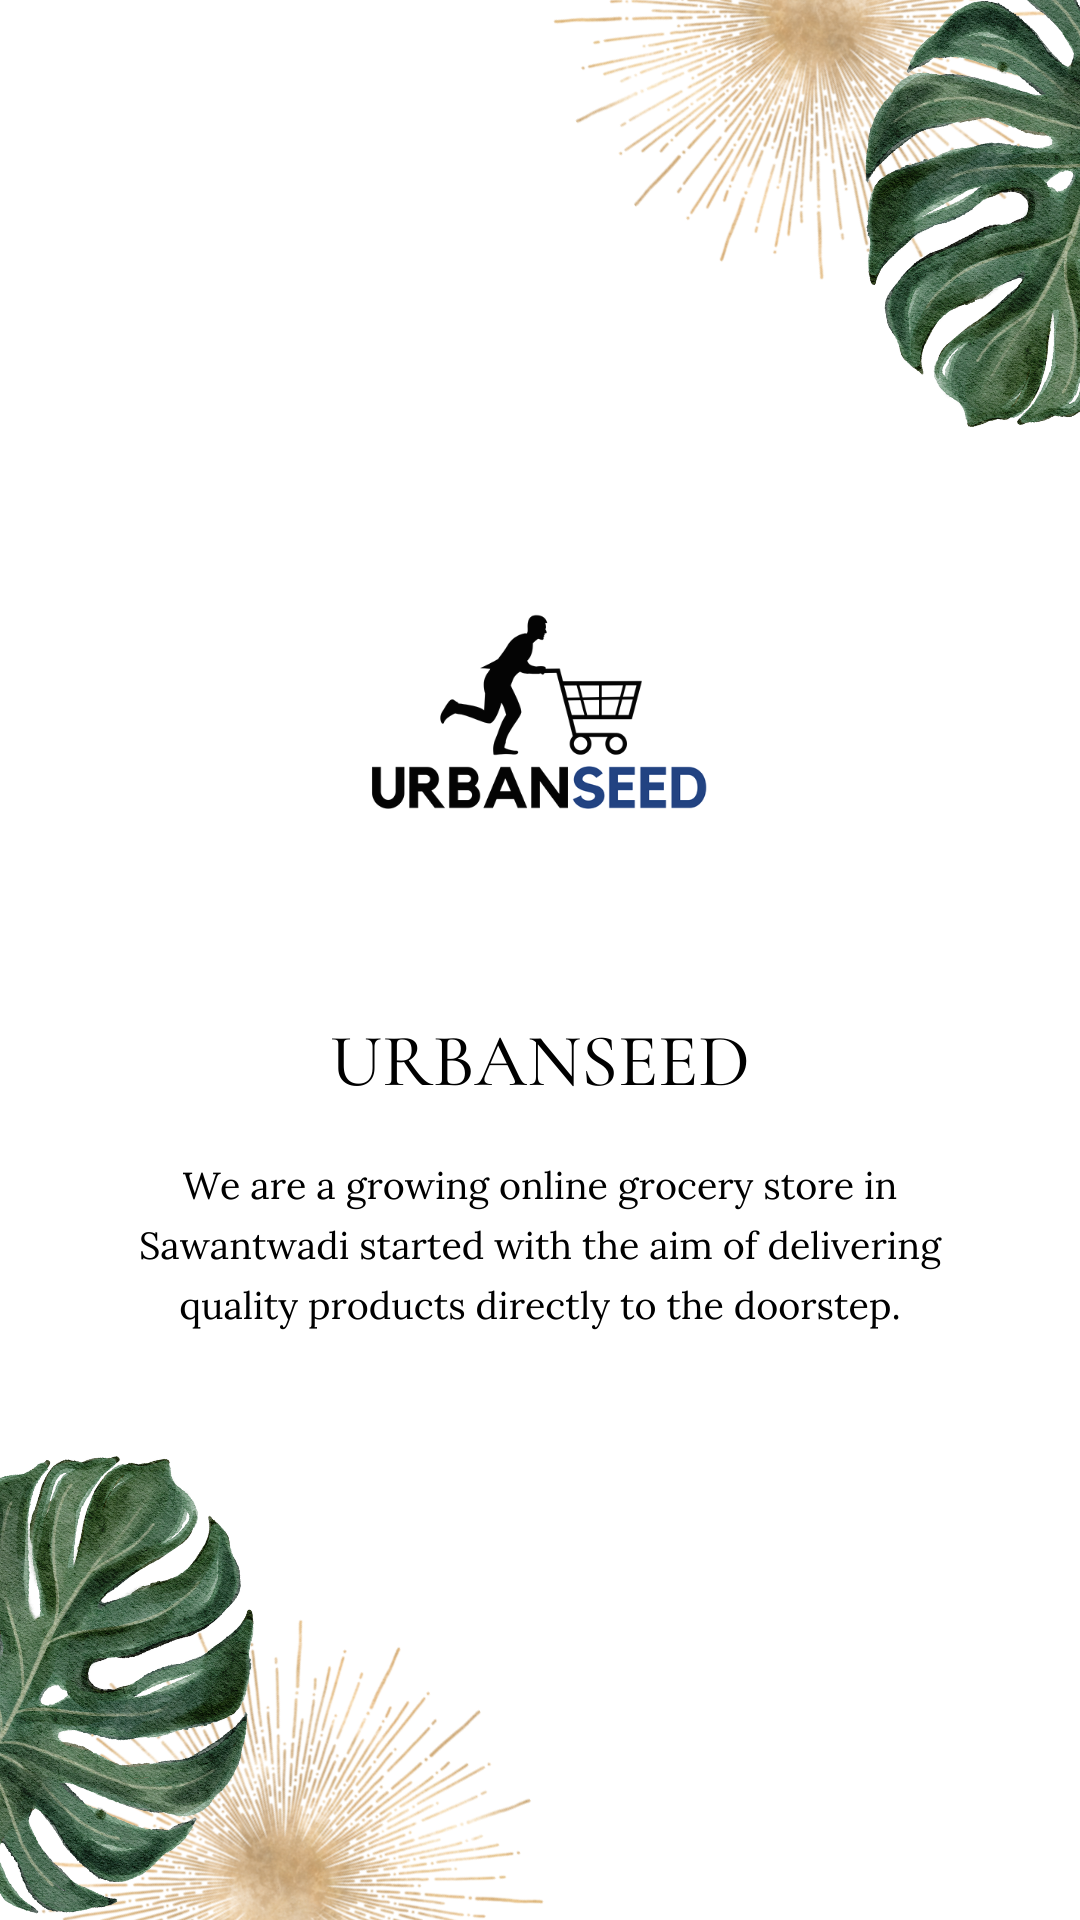 URBANSEED
URBANSEED
We are a growing online grocery store in
Sawantwadi started with the aim of delivering
quality products directly to the doorstep.